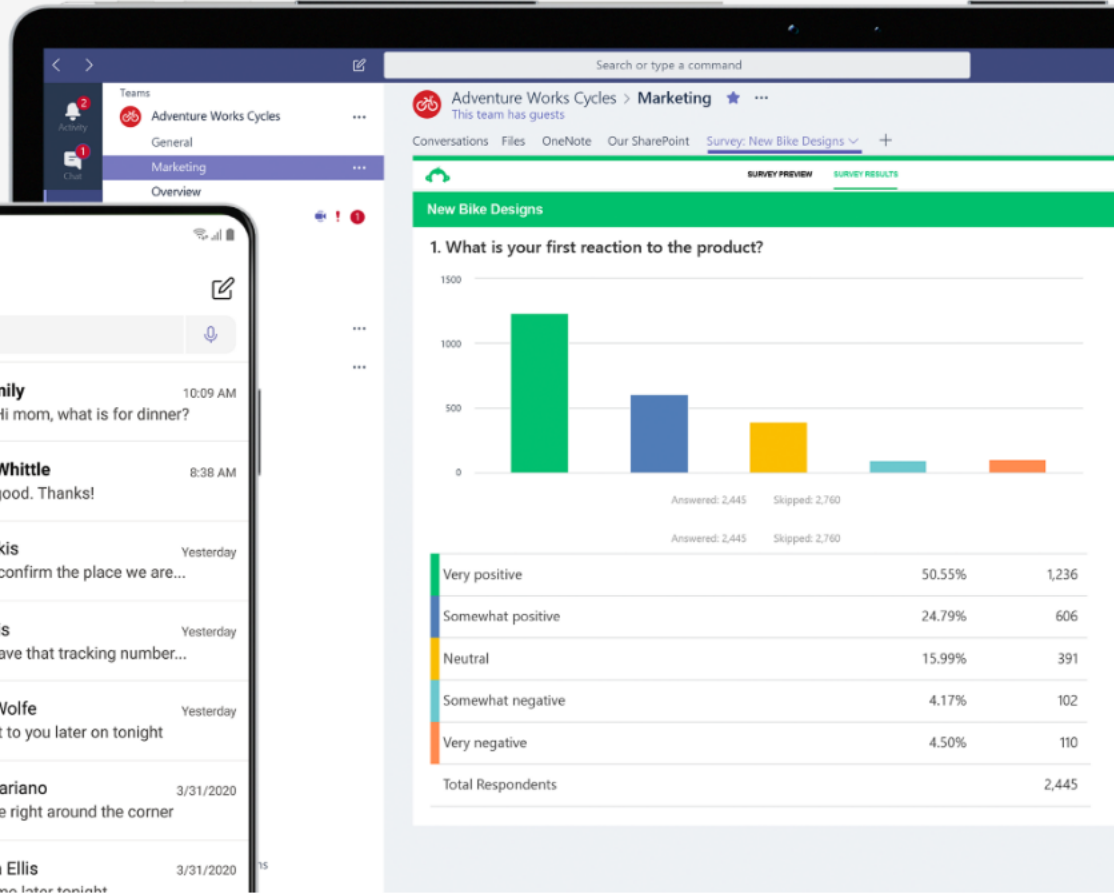 Search or type a command
Activity
2
Chat
1
Teams
Adventure Works Cycles
General
Marketing
Overview
! 1
Adventure Works Cycles > Marketing
This team has guests
Conversations Files OneNote Our SharePoint Survey: New Bike Designs
SURVEY PREVIEW SURVEY RESULTS
New Bike Designs
1. What is your first reaction to the product?
1500
1000
500
0
Answered: 2,445 Skipped: 2,760
Answered: 2,445 Skipped: 2,760
Very positive 50.55% 1,236
Somewhat positive 24.79% 606
Neutral 15.99% 391
Somewhat negative 4.17% 102
Very negative 4.50% 110
Total Respondents 2,445
10:09 AM
Hi mom, what is for dinner?
Whittle 8:38 AM
good. Thanks!
Yesterday
confirm the place we are...
Yesterday
that tracking number...
Wolfe Yesterday
to you later on tonight
3/31/2020
right around the corner
Ellis 3/31/2020
later tonight